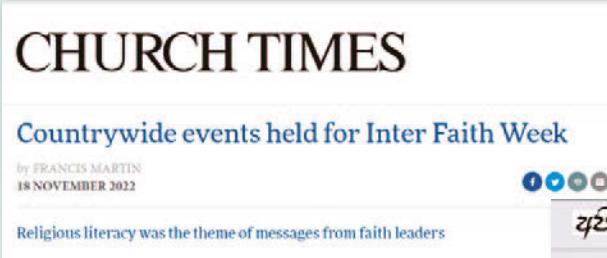 CHURCH TIMES
Countrywide events held for Inter Faith Week
by FRANCIS MARTIN
18 NOVEMBER 2022
Religious literacy was the theme of messages from faith leaders